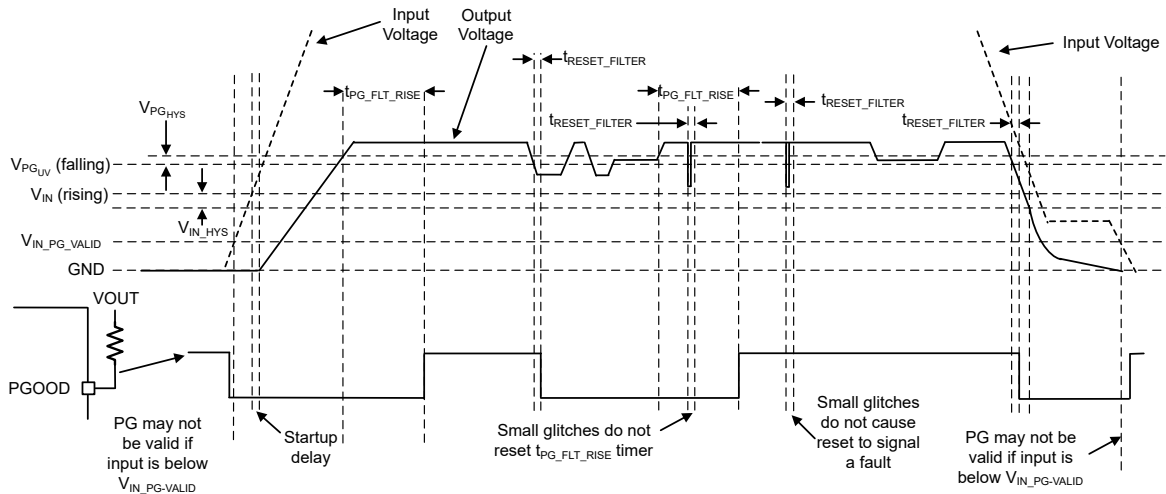 Input
Voltage
Output
Voltage
Input Voltage
tRESET_FILTER
tPG_FLT_RISE
tPG_FLT_RISE
tRESET_FILTER
tRESET_FILTER
tRESET_FILTER
VPGHYS
VPGUV (falling)
VIN (rising)
VIN_HYS
VIN_PG_VALID
GND
VOUT
PGOOD
PG may not
be valid if
input is below
VIN_PG-VALID
Startup
delay
Small glitches do not
reset tPG_FLT_RISE timer
Small glitches
do not cause
reset to signal
a fault
PG may not be
valid if input is
below VIN_PG-VALID